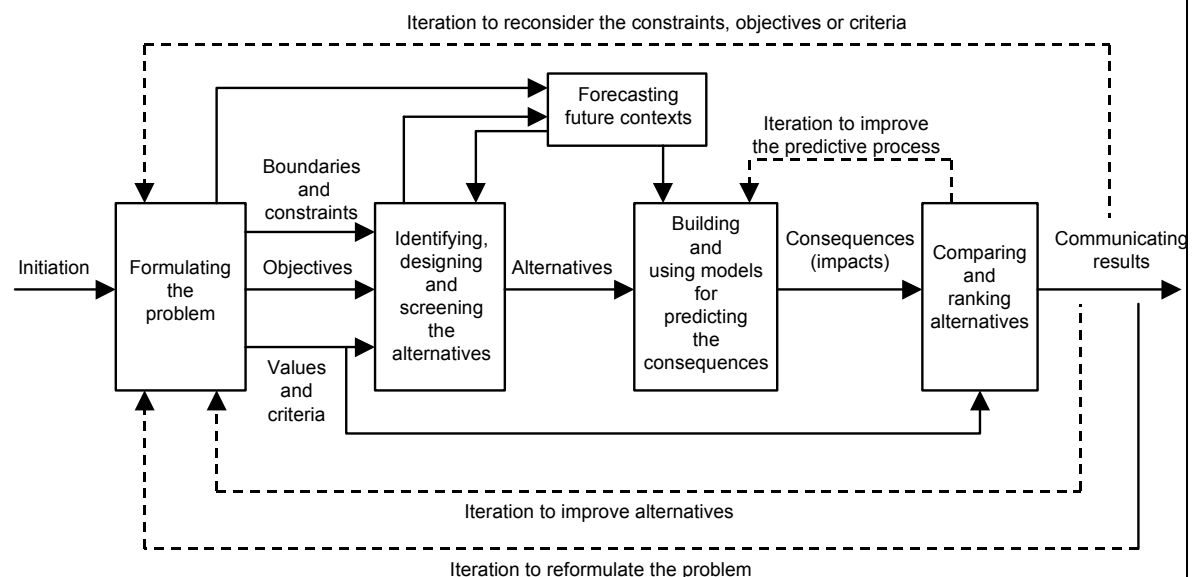 Iteration to reconsider the constraints, objectives or criteria
Forecasting
future contexts
Iteration to improve
the predictive process
Boundaries
and
constraints
Initiation
Formulating
the
problem
Objectives
Values
and
criteria
Identifying,
designing
and
screening
the
alternatives
Alternatives
Building
and
using models
for
predicting
the
consequences
Consequences
(impacts)
Comparing
and
ranking
alternatives
Communicating
results
Iteration to improve alternatives
Iteration to reformulate the problem